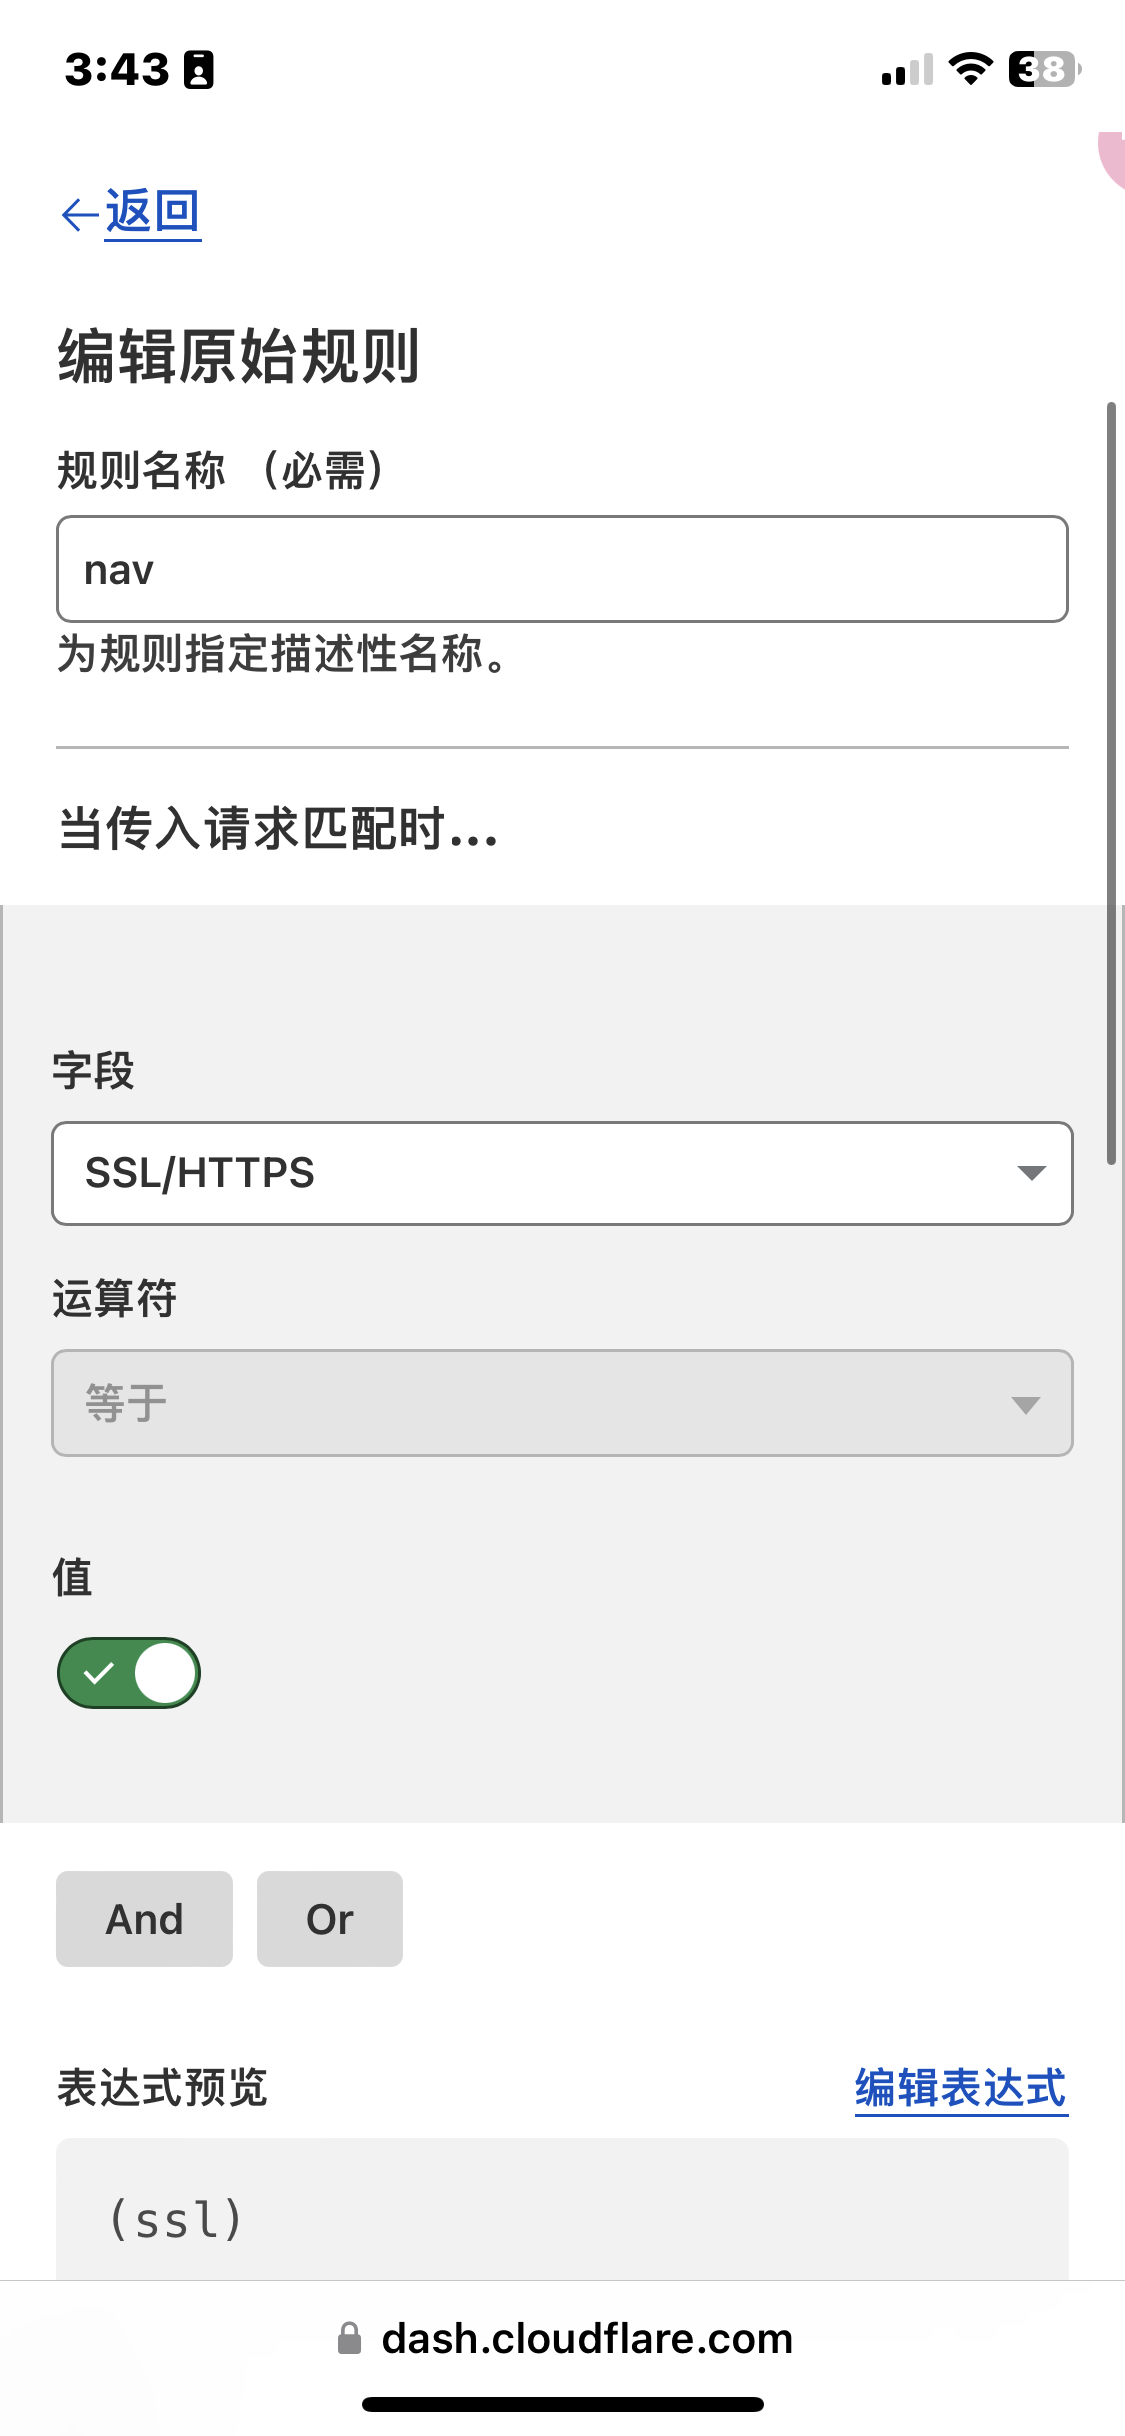 3:43
38
返回
编辑原始规则
规则名称 （必需）
nav
为规则指定描述性名称。
当传入请求匹配时...
字段
SSL/HTTPS
运算符
等于
值
And Or
表达式预览 编辑表达式
(ssl)
dash.cloudflare.com